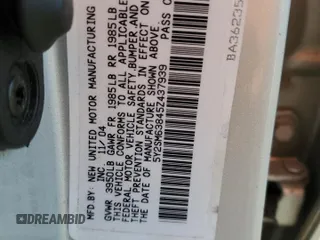 MFD. BY: NEW UNITED MOTOR MANUFACTURING
INC. 11/04
GVWR 3950LB GAWR FR 1985LB RR 1985LB
THIS VEHICLE CONFORMS TO ALL APPLICABLE
FEDERAL MOTOR VEHICLE SAFETY, BUMPER, AND
THEFT PREVENTION STANDARDS IN EFFECT ON
THE DATE OF MANUFACTURE SHOWN ABOVE.
5Y2SM63845Z437939 PASS C
BA36235
DREAMBID